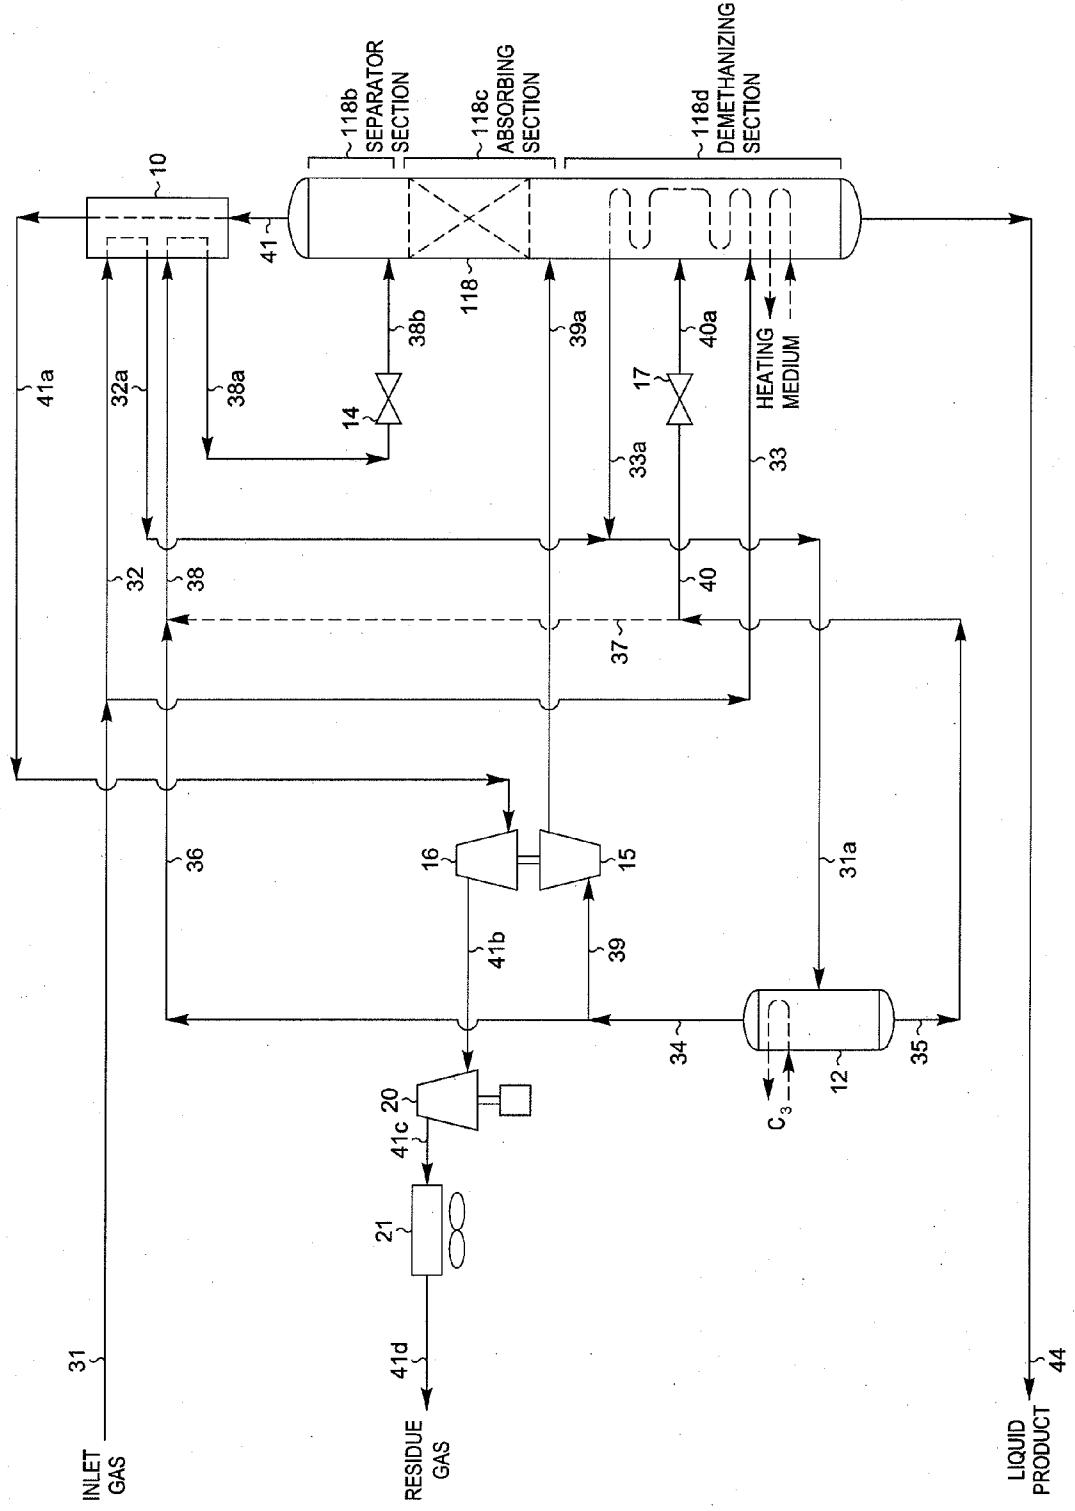 118b
SEPARATOR
SECTION
118c
ABSORBING
SECTION
118d
DEMETHANIZING
SECTION
10
41
118
41a
32a
38a
14
38b
39a
17
40a
HEATING
MEDIUM
33a
33
32
38
40
37
36
16
15
31a
41b
39
34
12
35
C3
20
41c
21
31
41d
44
INLET
GAS
RESIDUE
GAS
LIQUID
PRODUCT